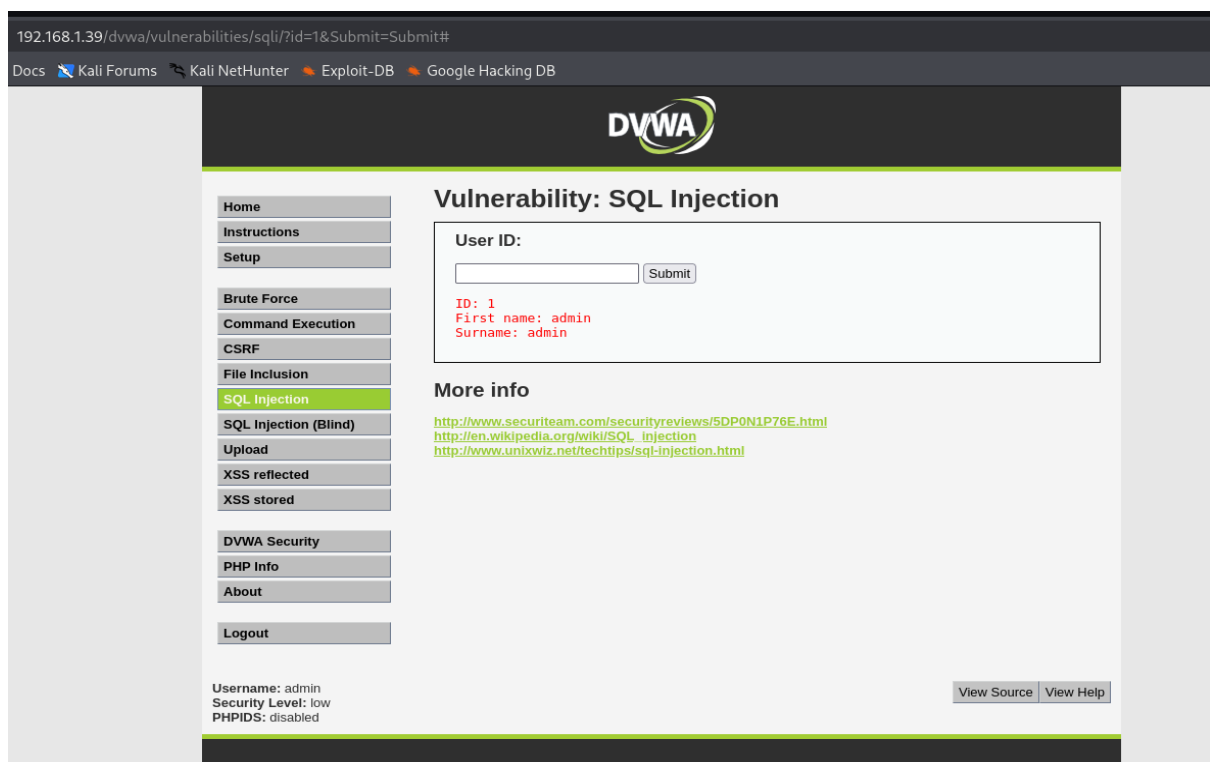 192.168.1.39/dvwa/vulnerabilities/sqli/?id=1&Submit=Submit#
Docs Kali Forums Kali NetHunter Exploit-DB Google Hacking DB
DVWA
Vulnerability: SQL Injection
Home
Instructions
Setup
Brute Force
Command Execution
CSRF
File Inclusion
SQL Injection
SQL Injection (Blind)
Upload
XSS reflected
XSS stored
DVWA Security
PHP Info
About
Logout
User ID:
Submit
ID: 1
First name: admin
Surname: admin
More info
http://www.securiteam.com/securityreviews/5DP0N1P76E.html
http://en.wikipedia.org/wiki/SQL_injection
http://www.unixwiz.net/techtips/sql-injection.html
Username: admin
Security Level: low
PHPIDS: disabled
View Source View Help